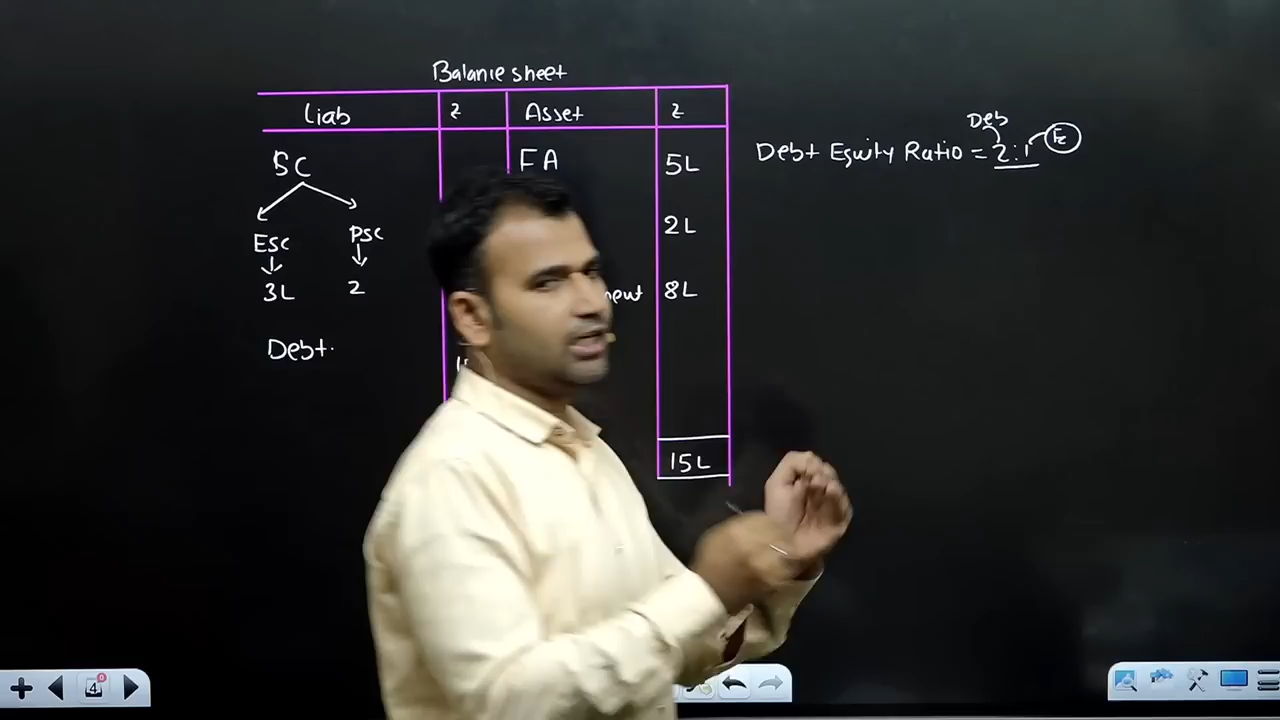 Balance sheet
Liab ₹ Asset ₹
SC FA 5L
Esc Psc 2L
3L 2 8L
Debt
15L
Deb E
Debt Equity Ratio = 2:1
4